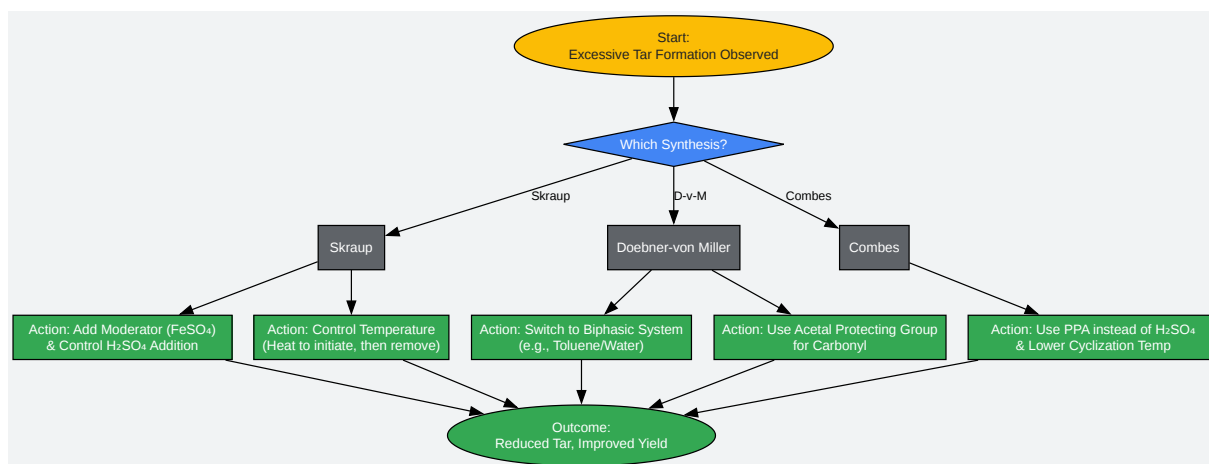 Start:
Excessive Tar Formation Observed
Which Synthesis?
Skraup
D-v-M
Combes
Skraup
Doebner-von Miller
Combes
Action: Add Moderator (FeSO₄)
& Control H₂SO₄ Addition
Action: Control Temperature
(Heat to initiate, then remove)
Action: Switch to Biphasic System
(e.g., Toluene/Water)
Action: Use Acetal Protecting Group
for Carbonyl
Action: Use PPA instead of H₂SO₄
& Lower Cyclization Temp
Outcome:
Reduced Tar, Improved Yield